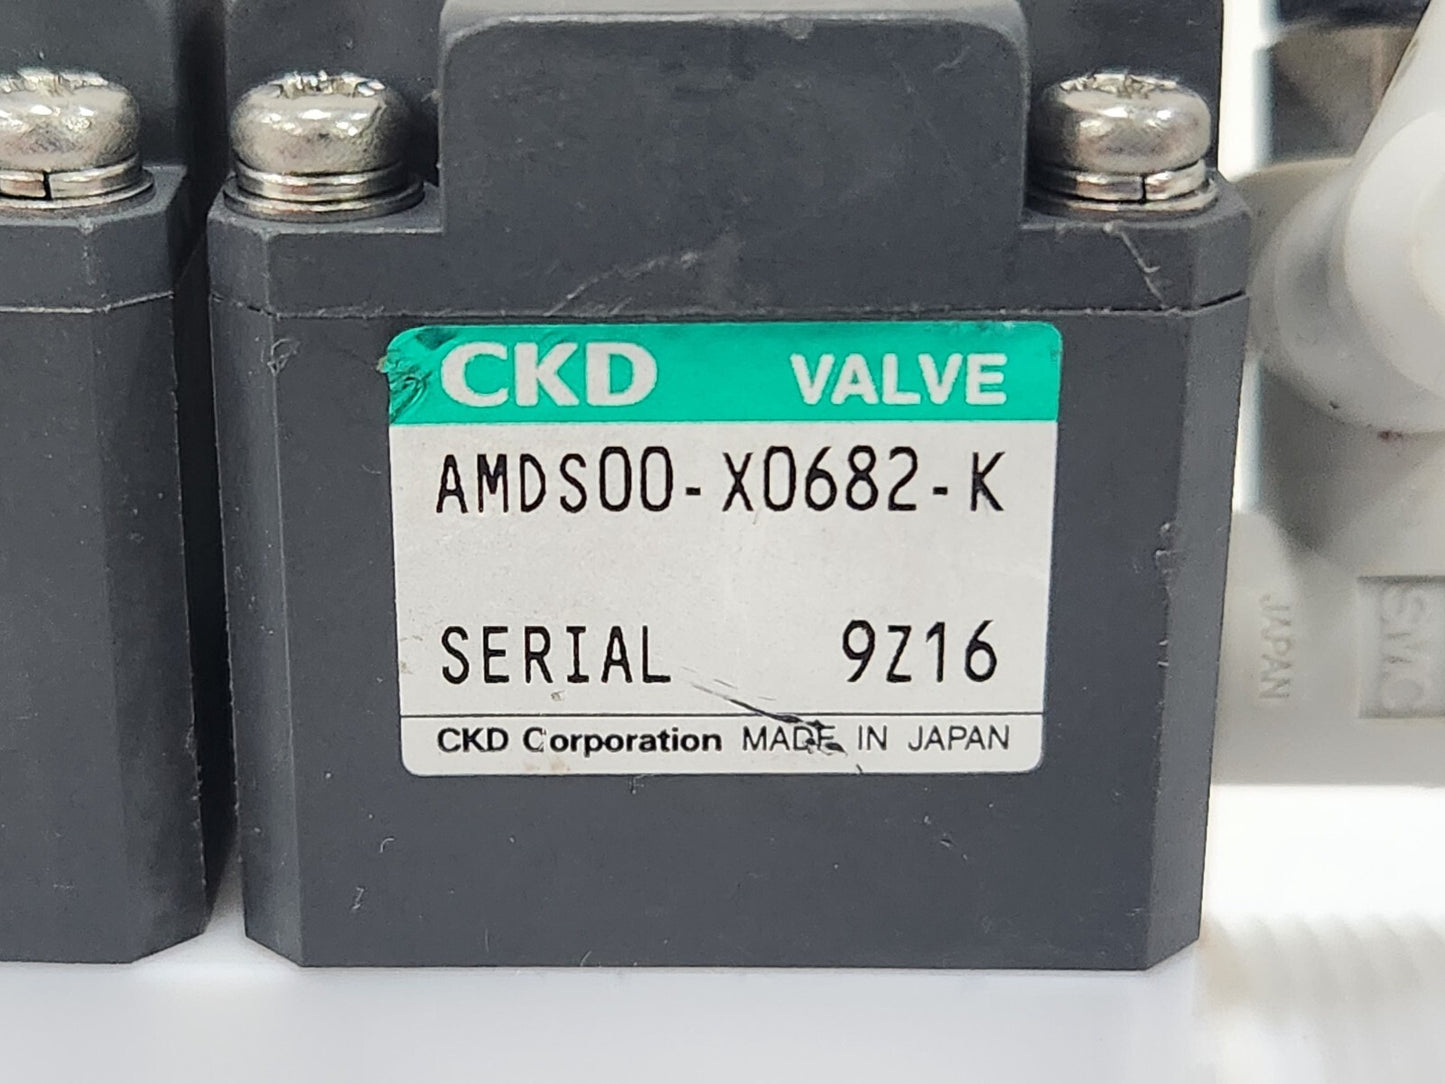 CKD VALVE
AMDS00-X0682-K
SERIAL 9Z16
CKD Corporation MADE IN JAPAN
JAPAN
SMC